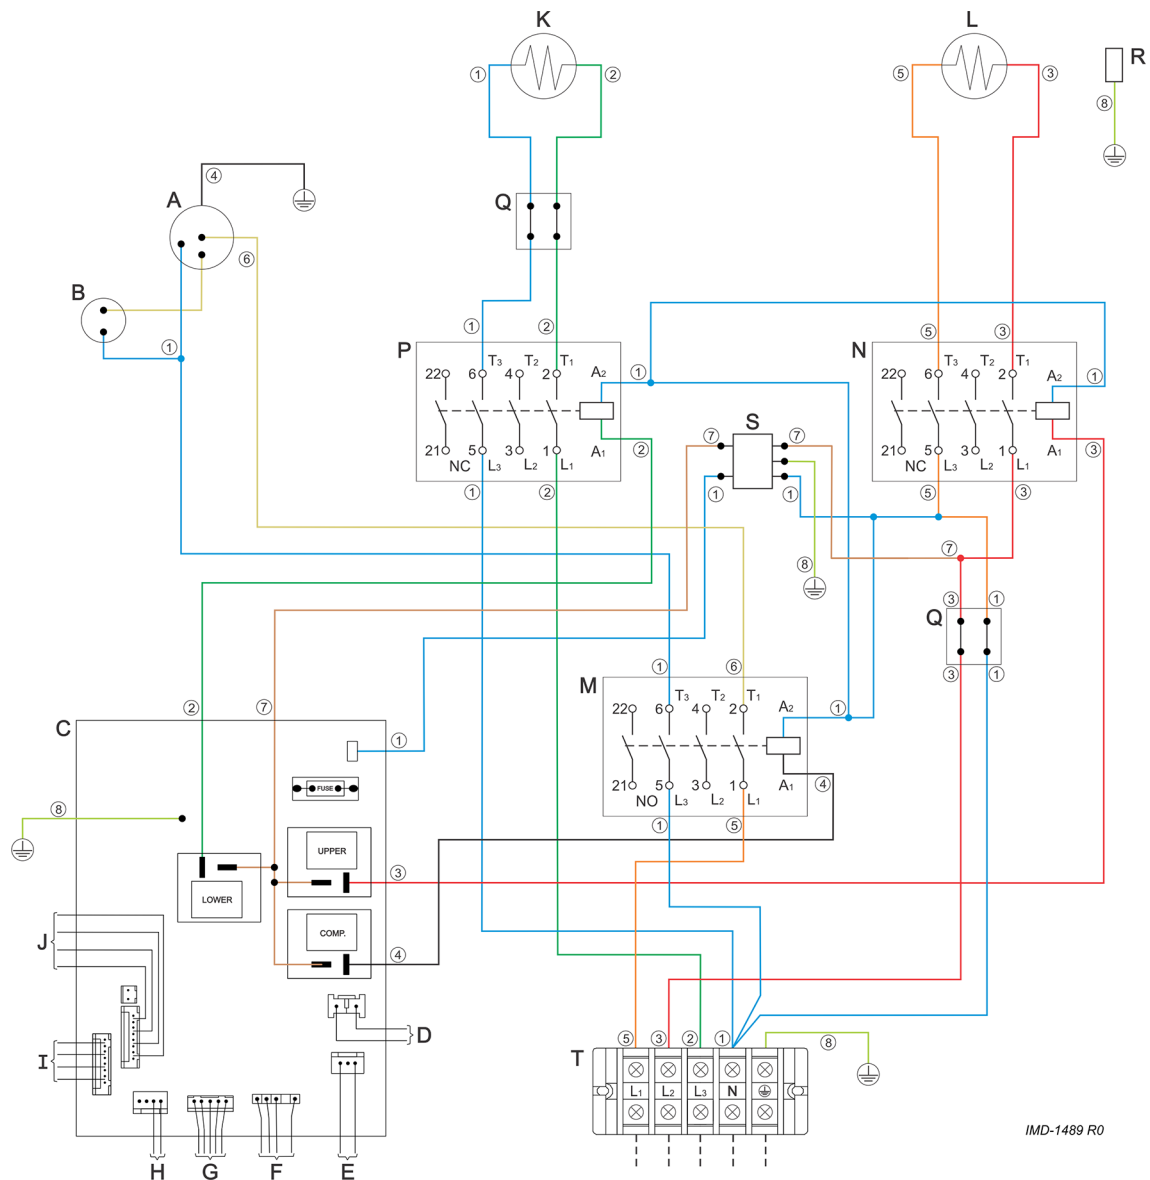 K
L
R
① ②
⑤ ③
⑧
④
A
Q
⑥
B
①
① ②
⑤ ③
P
T3 T2 T1
22 6 4 2
A2
①
21 5 3 1
NC L3 L2 L1
A1
②
① ②
N
T3 T2 T1
22 6 4 2
A2
①
21 5 3 1
NC L3 L2 L1
A1
③
⑤ ③
S
⑦ ⑦
① ①
⑧
⑦
③ ①
Q
③ ①
① ⑥
M
T3 T2 T1
22 6 4 2
A2
①
21 5 3 1
NO L3 L2 L1
A1
④
① ⑤
② ⑦
C
①
FUSE
⑧
UPPER
③
LOWER
COMP.
④
J
D
I
H G F E
⑤ ③ ② ①
⑧
T
L1 L2 L3 N
IMD-1489 R0